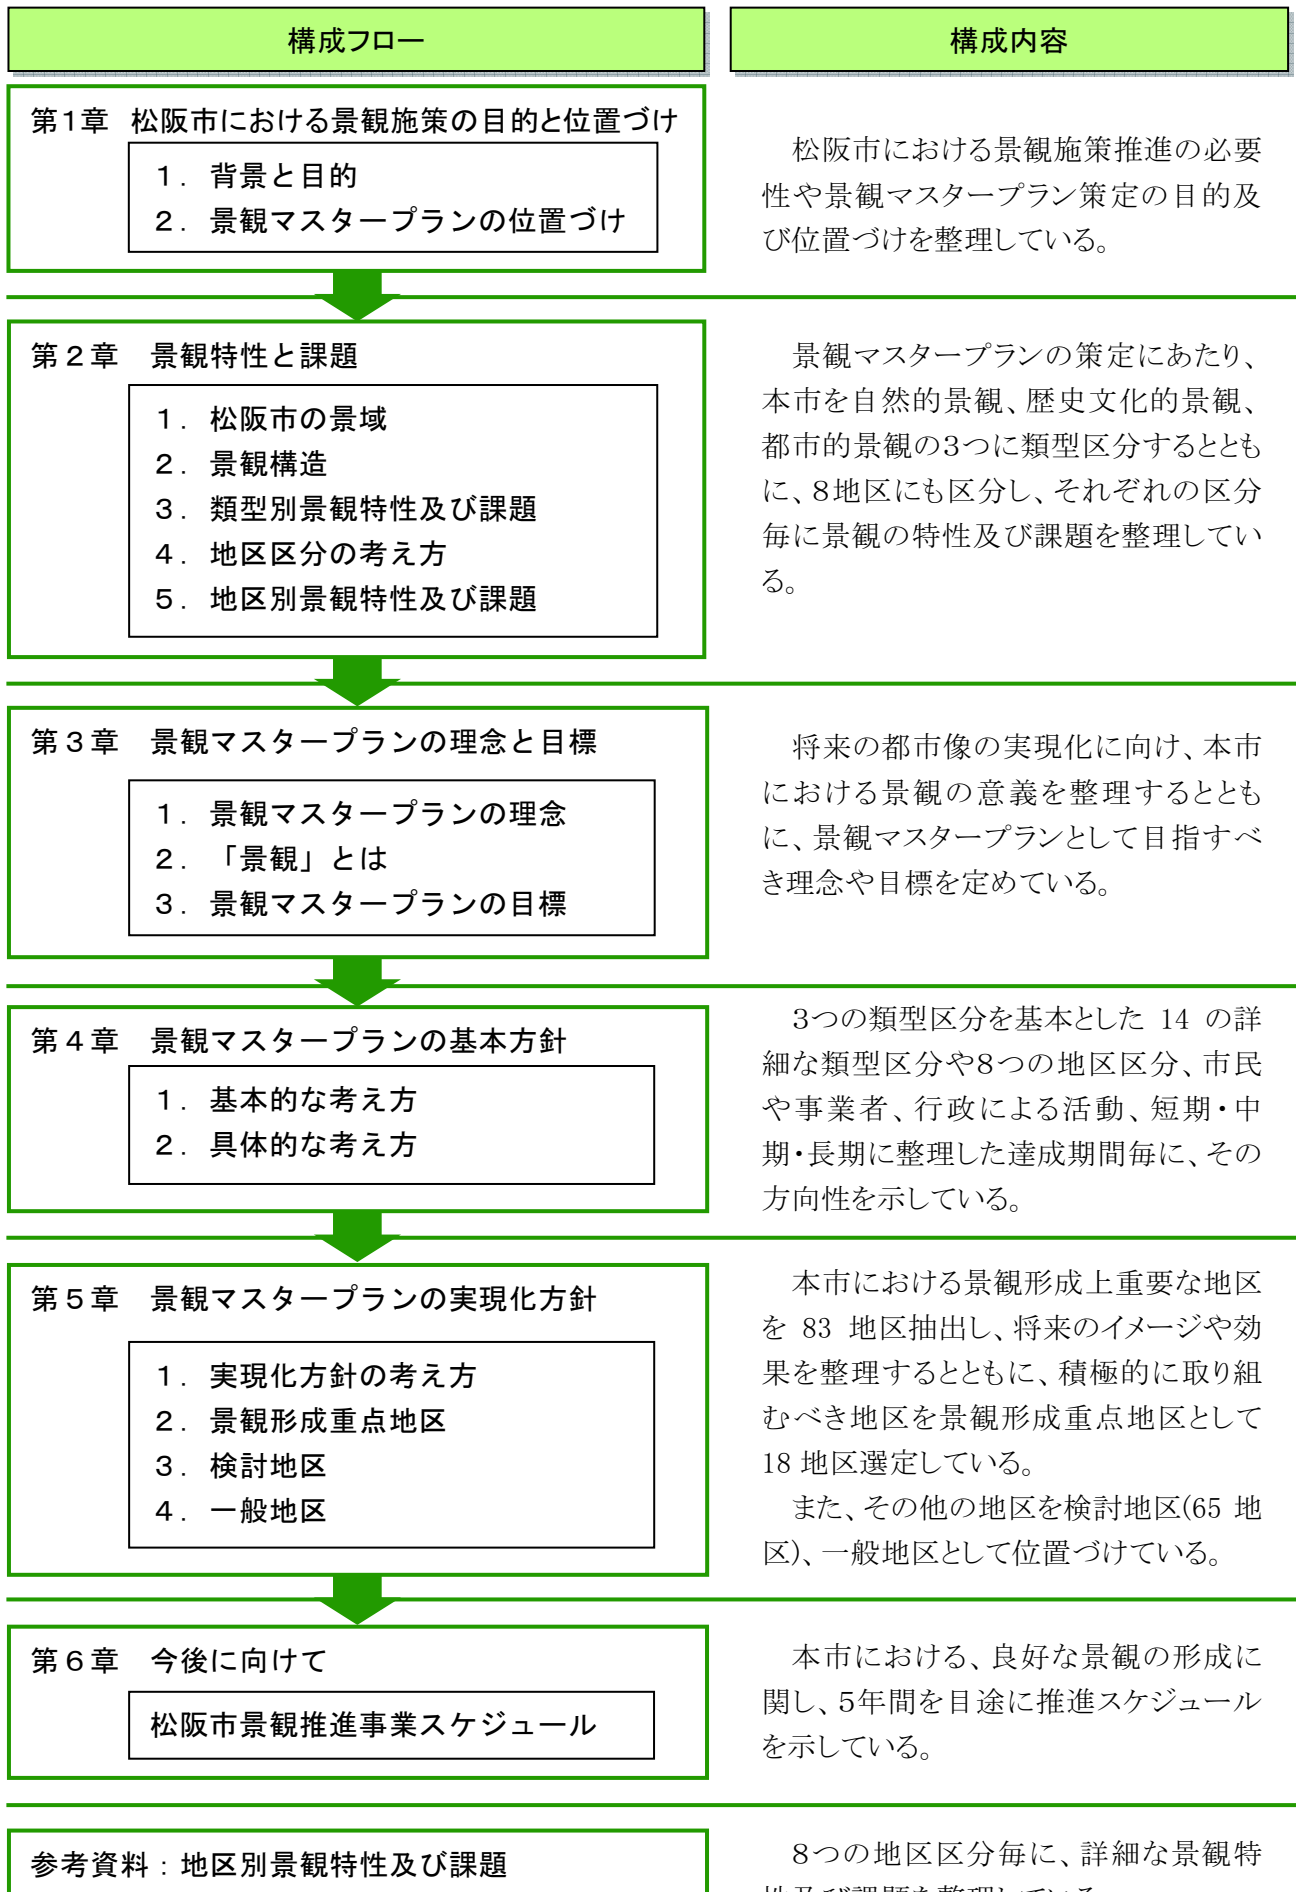 構成フロー
構成内容
第1章 松阪市における景観施策の目的と位置づけ
1. 背景と目的
2. 景観マスタープランの位置づけ
松阪市における景観施策推進の必要
性や景観マスタープラン策定の目的及
び位置づけを整理している。
第2章 景観特性と課題
1. 松阪市の景域
2. 景観構造
3. 類型別景観特性及び課題
4. 地区区分の考え方
5. 地区別景観特性及び課題
景観マスタープランの策定にあたり、
本市を自然的景観、歴史文化的景観、
都市的景観の3つに類型区分するととも
に、8地区にも区分し、それぞれの区分
毎に景観の特性及び課題を整理してい
る。
第3章 景観マスタープランの理念と目標
1. 景観マスタープランの理念
2. 「景観」とは
3. 景観マスタープランの目標
将来の都市像の実現化に向け、本市
における景観の意義を整理するととも
に、景観マスタープランとして目指すべ
き理念や目標を定めている。
第4章 景観マスタープランの基本方針
1. 基本的な考え方
2. 具体的な考え方
3つの類型区分を基本とした 14 の詳
細な類型区分や8つの地区区分、市民
や事業者、行政による活動、短期・中
期・長期に整理した達成期間毎に、その
方向性を示している。
第5章 景観マスタープランの実現化方針
1. 実現化方針の考え方
2. 景観形成重点地区
3. 検討地区
4. 一般地区
本市における景観形成上重要な地区
を 83 地区抽出し、将来のイメージや効
果を整理するとともに、積極的に取り組
むべき地区を景観形成重点地区として
18 地区選定している。
また、その他の地区を検討地区(65 地
区)、一般地区として位置づけている。
第6章 今後に向けて
松阪市景観推進事業スケジュール
本市における、良好な景観の形成に
関し、5年間を目途に推進スケジュール
を示している。
参考資料:地区別景観特性及び課題
8つの地区区分毎に、詳細な景観特